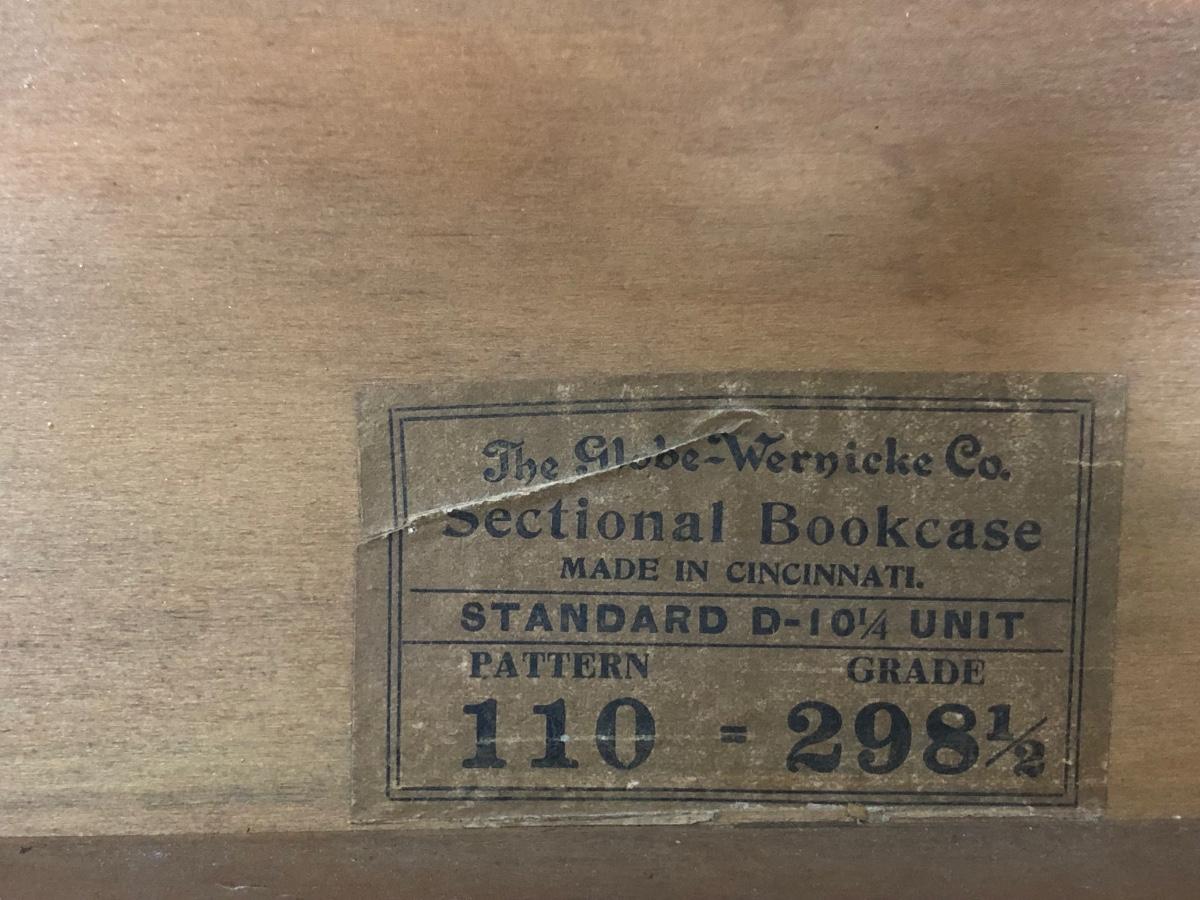 The Globe-Wernicke Co.
Sectional Bookcase
MADE IN CINCINNATI.
STANDARD D-10¼ UNIT
PATTERN GRADE
110 = 298½